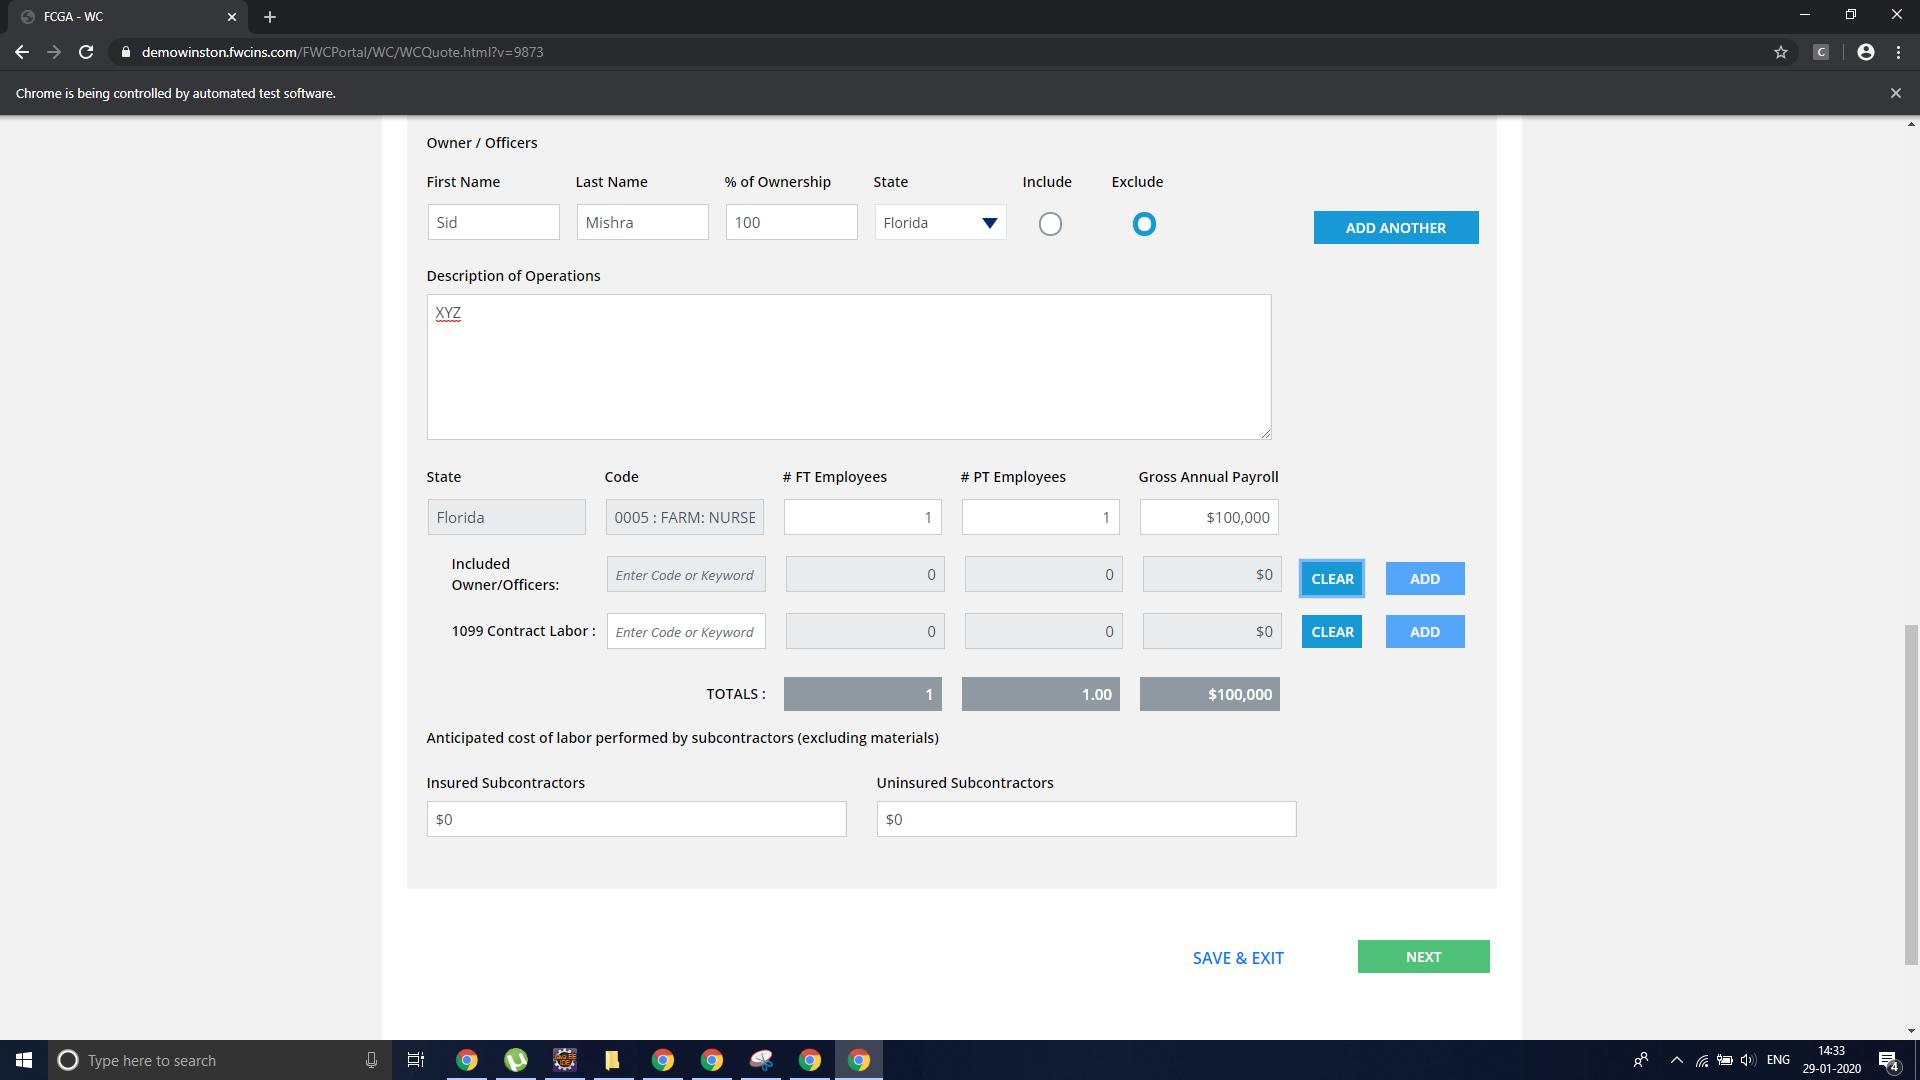 FCGA - WC
demowinston.fwcins.com/FWCPortal/WC/WCQuote.html?v=9873
C
Chrome is being controlled by automated test software.
Owner / Officers
First Name Last Name % of Ownership State Include Exclude
Sid Mishra 100 Florida
ADD ANOTHER
Description of Operations
XYZ
State Code # FT Employees # PT Employees Gross Annual Payroll
Florida 0005 : FARM: NURSE 1 1 $100,000
Included
Owner/Officers:
Enter Code or Keyword 0 0 $0 CLEAR ADD
1099 Contract Labor : Enter Code or Keyword 0 0 $0 CLEAR ADD
TOTALS : 1 1.00 $100,000
Anticipated cost of labor performed by subcontractors (excluding materials)
Insured Subcontractors Uninsured Subcontractors
$0 $0
SAVE & EXIT NEXT
Type here to search
ENG
14:33
29-01-2020
4